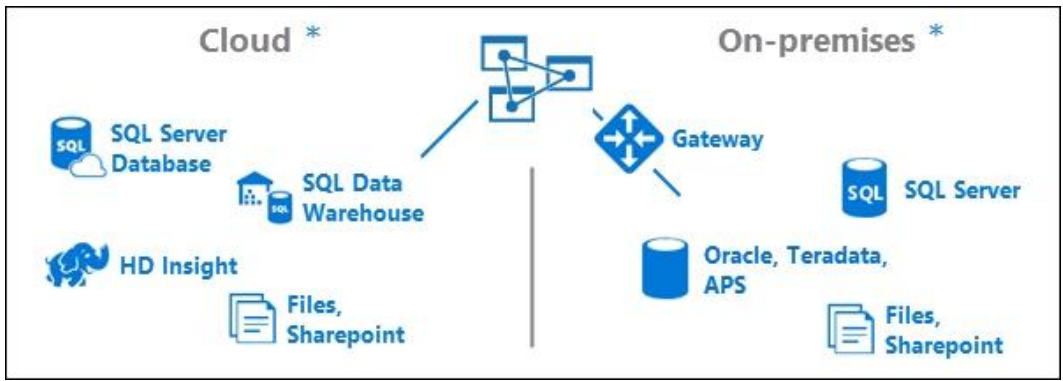 Cloud *
On-premises *
SQL
SQL Server
Database
SQL
SQL Data
Warehouse
HD Insight
Files,
Sharepoint
Gateway
SQL
SQL Server
Oracle, Teradata,
APS
Files,
Sharepoint